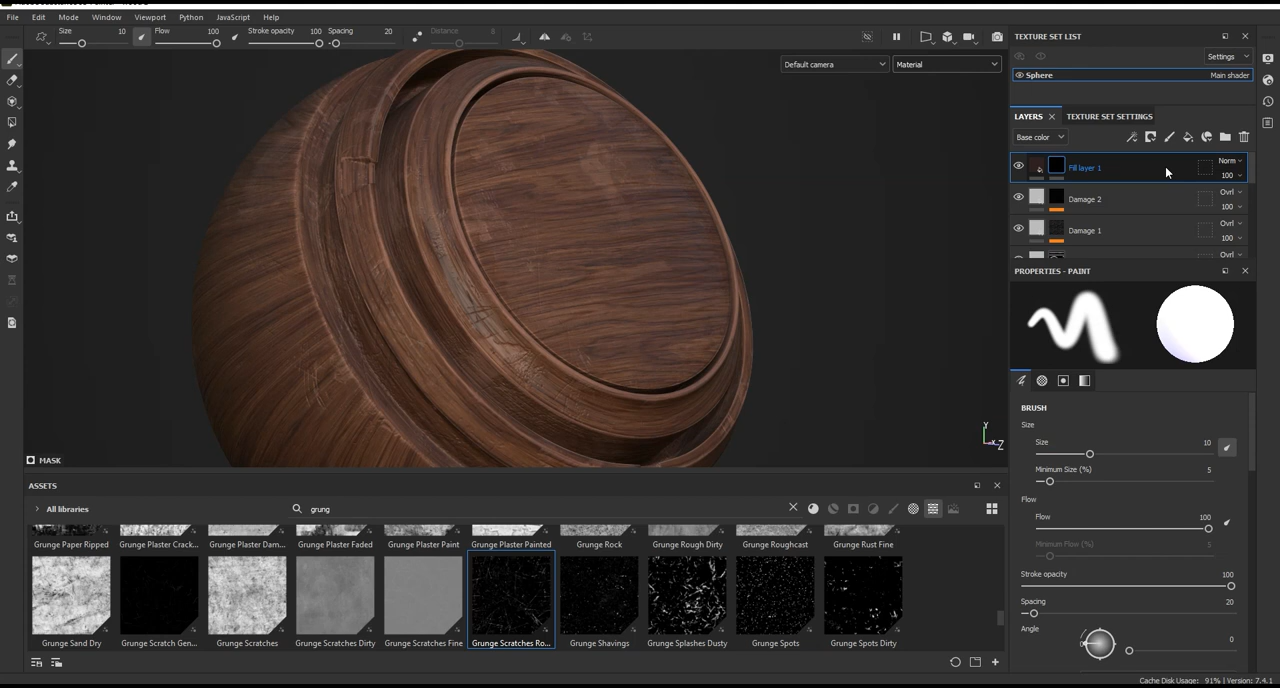 File Edit Mode Window Viewport Python JavaScript Help
Size 10 Flow 100 Stroke opacity 100 Spacing 20 Distance 8
Default camera Material
TEXTURE SET LIST
Settings
Sphere Main shader
LAYERS TEXTURE SET SETTINGS
Base color
Fill layer 1 Norm 100
Damage 2 Ovrl 100
Damage 1 Ovrl 100
Ovrl
PROPERTIES - PAINT
BRUSH
Size
Size 10
Minimum Size (%) 5
Flow
Flow 100
Minimum Flow (%) 5
Stroke opacity 100
Spacing 20
Angle 0
Y
Z
MASK
ASSETS
All libraries grung
Grunge Paper Ripped Grunge Plaster Crack... Grunge Plaster Dam... Grunge Plaster Faded Grunge Plaster Paint Grunge Plaster Painted Grunge Rock Grunge Rough Dirty Grunge Roughcast Grunge Rust Fine
Grunge Sand Dry Grunge Scratch Gen... Grunge Scratches Grunge Scratches Dirty Grunge Scratches Fine Grunge Scratches Ro... Grunge Shavings Grunge Splashes Dusty Grunge Spots Grunge Spots Dirty
Cache Disk Usage: 91% | Version: 7.4.1